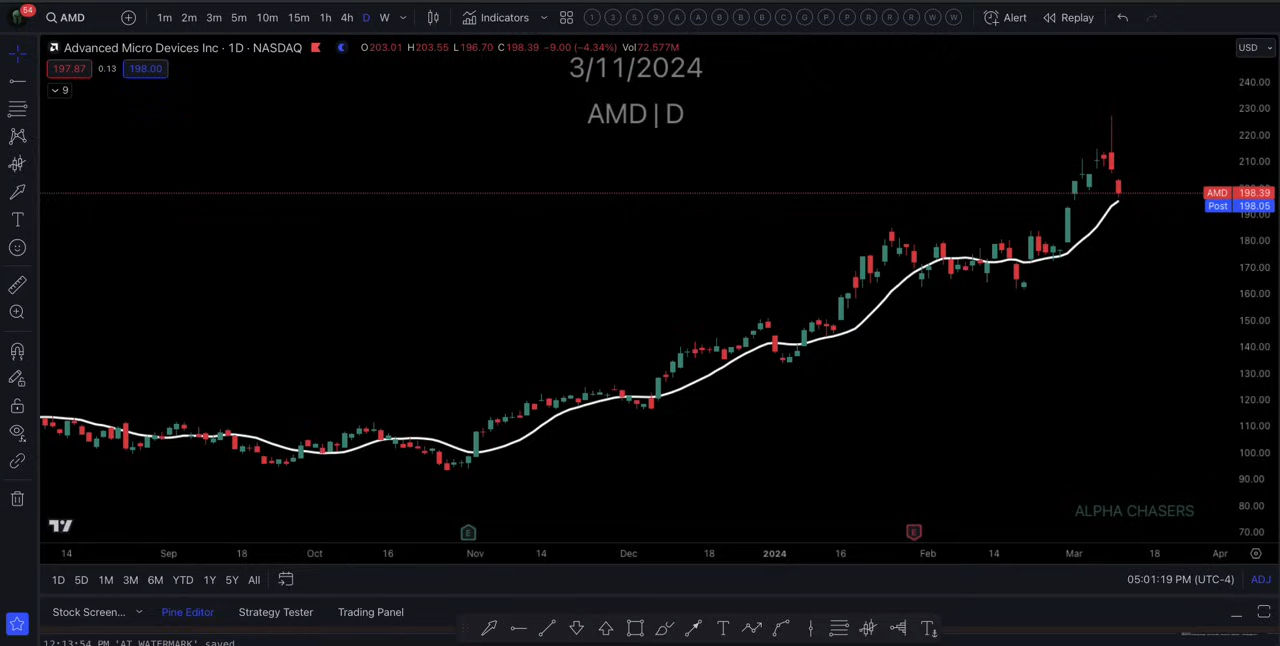 54
AMD
1m 2m 3m 5m 10m 15m 1h 4h D W
Indicators
1 3 5 9 A A B B B C G P P R R R W W
Alert
Replay
Advanced Micro Devices Inc · 1D · NASDAQ
O203.01 H203.55 L196.70 C198.39 −9.00 (−4.34%) Vol72.577M
USD
197.87 0.13 198.00
9
3/11/2024
AMD|D
240.00
230.00
220.00
210.00
AMD 198.39
Post 198.05
190.00
180.00
170.00
160.00
150.00
140.00
130.00
120.00
110.00
100.00
90.00
80.00
70.00
ALPHA CHASERS
E
E
14 Sep 18 Oct 16 Nov 14 Dec 18 2024 16 Feb 14 Mar 18 Apr
1D 5D 1M 3M 6M YTD 1Y 5Y All
05:01:19 PM (UTC-4)
ADJ
Stock Screen... Pine Editor Strategy Tester Trading Panel
12:13:54 PM 'AT WATERMARK' saved